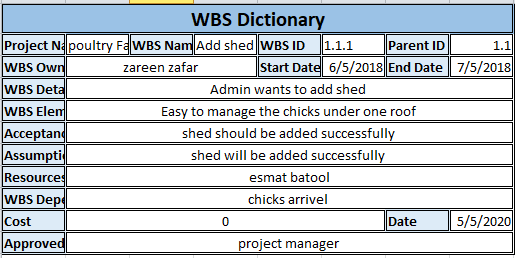 WBS Dictionary
Project Na poultry Fa WBS Nam Add shed WBS ID 1.1.1 Parent ID 1.1
WBS Own zareen zafar Start Date 6/5/2018 End Date 7/5/2018
WBS Deta Admin wants to add shed
WBS Elem Easy to manage the chicks under one roof
Acceptanc shed should be added successfully
Assumptio shed will be added successfully
Resources esmat batool
WBS Depe chicks arrivel
Cost 0 Date 5/5/2020
Approved project manager